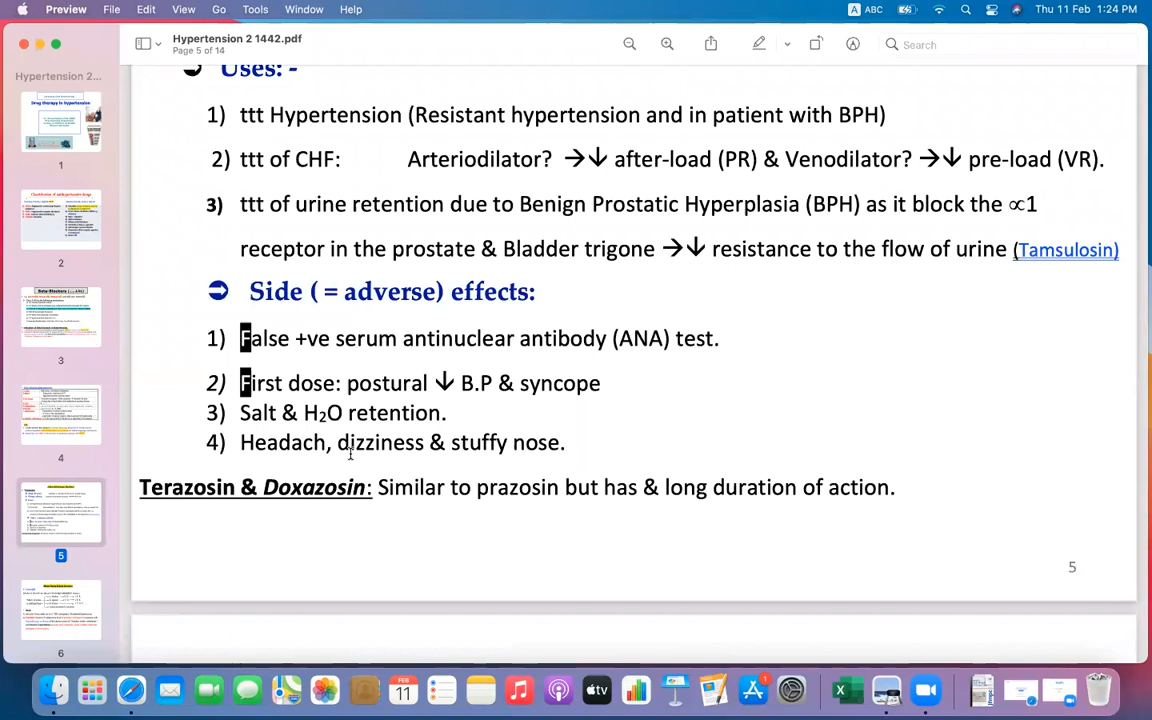 Preview File Edit View Go Tools Window Help A ABC Thu 11 Feb 1:24 PM
Hypertension 2 1442.pdf
Page 5 of 14
Search
Hypertension 2...
1
2
3
4
5
6
Uses: -
1) ttt Hypertension (Resistant hypertension and in patient with BPH)
2) ttt of CHF: Arteriodilator? →↓ after-load (PR) & Venodilator? →↓ pre-load (VR).
3) ttt of urine retention due to Benign Prostatic Hyperplasia (BPH) as it block the ∝1
receptor in the prostate & Bladder trigone →↓ resistance to the flow of urine (Tamsulosin)
Side ( = adverse) effects:
1) False +ve serum antinuclear antibody (ANA) test.
2) First dose: postural ↓ B.P & syncope
3) Salt & H₂O retention.
4) Headach, dizziness & stuffy nose.
Terazosin & Doxazosin: Similar to prazosin but has & long duration of action.
5
FEB
11
tv
1